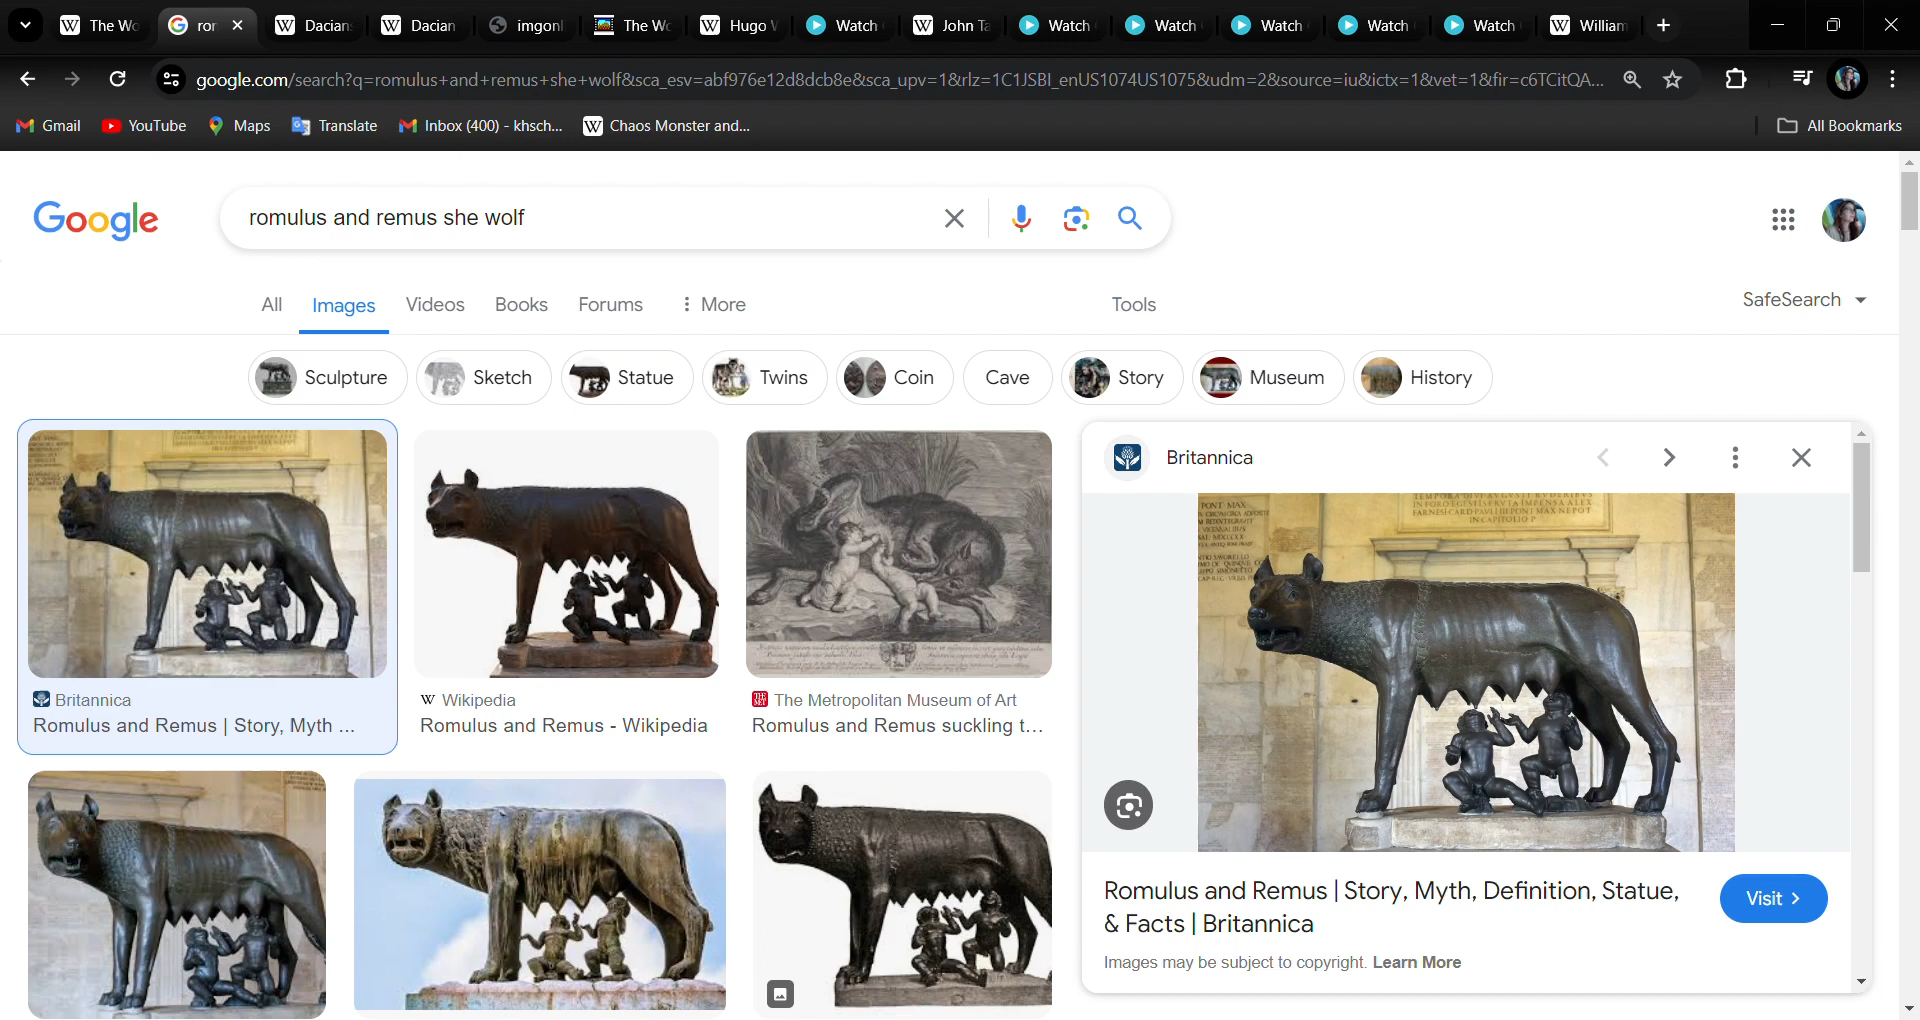 The Wo
ror
Dacian
Dacian
imgonl
The Wo
Hugo V
Watch
John Ta
Watch
Watch
Watch
Watch
Watch
William
google.com/search?q=romulus+and+remus+she+wolf&sca_esv=abf976e12d8dcb8e&sca_upv=1&rlz=1C1JSBI_enUS1074US1075&udm=2&source=iu&ictx=1&vet=1&fir=c6TCitQA...
Gmail YouTube Maps Translate Inbox (400) - khsch... Chaos Monster and... All Bookmarks
Google
romulus and remus she wolf
All Images Videos Books Forums More Tools SafeSearch
Sculpture Sketch Statue Twins Coin Cave Story Museum History
Britannica
Romulus and Remus | Story, Myth ...
Wikipedia
Romulus and Remus - Wikipedia
The Metropolitan Museum of Art
Romulus and Remus suckling t...
Britannica
PONT MAX
IN CAPITOLIO P
Romulus and Remus | Story, Myth, Definition, Statue,
& Facts | Britannica
Visit
Images may be subject to copyright. Learn More